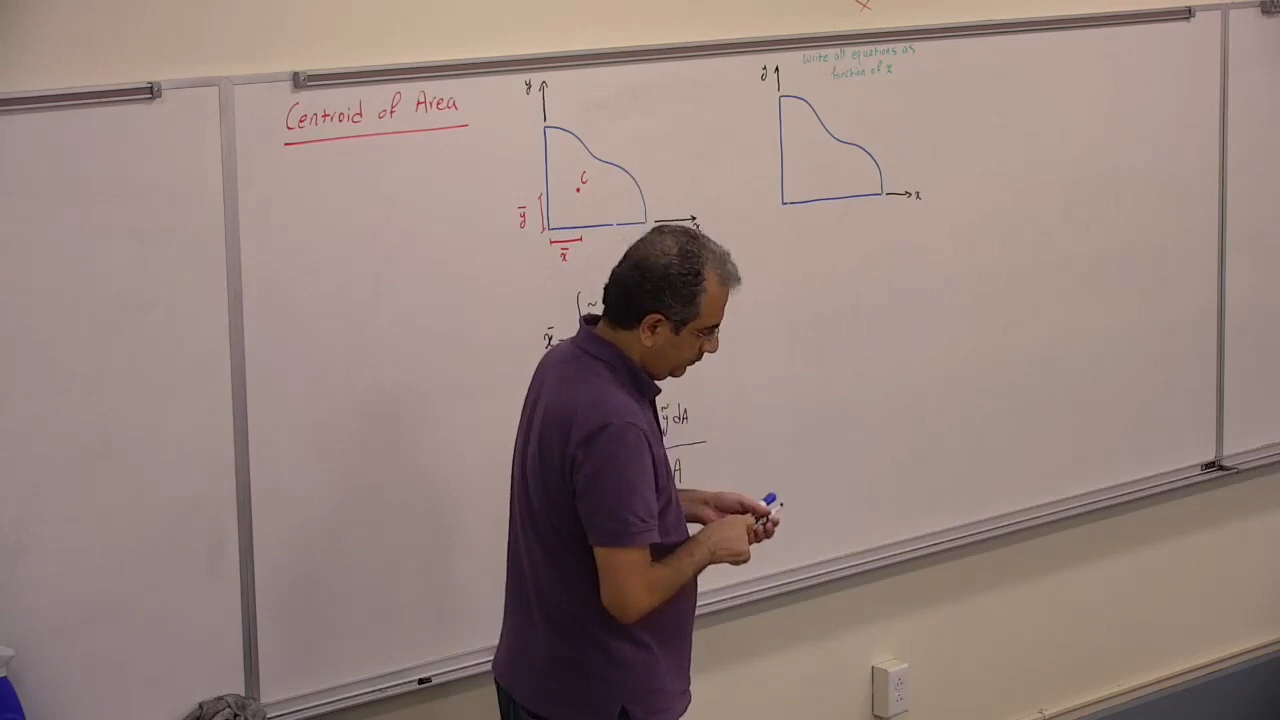 Centroid of Area
y
C
ȳ
x
x̄
x̄
ỹ dA
A
Write all equations as
function of x
y
x